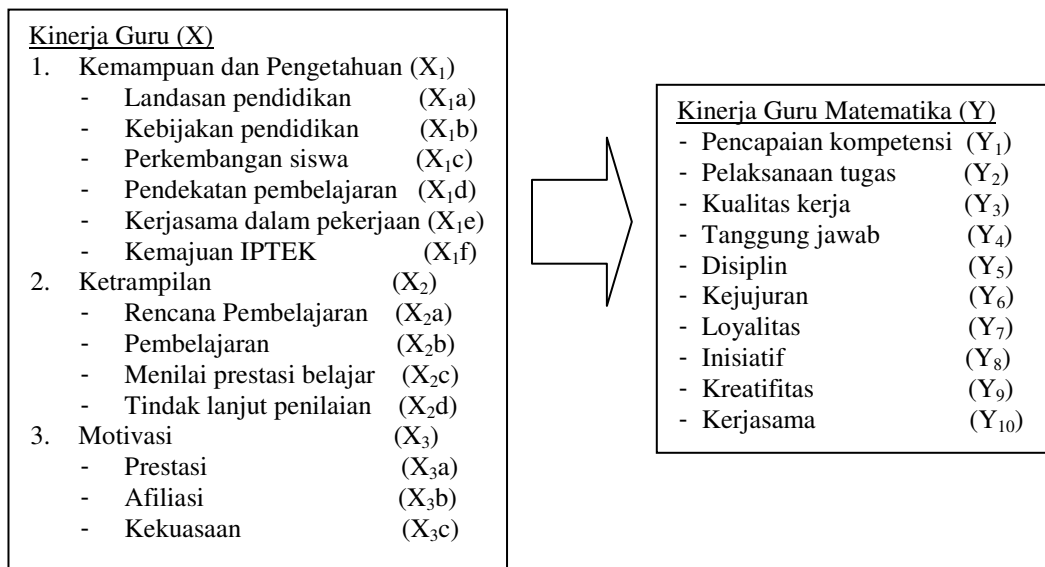 Kinerja Guru (X)
1. Kemampuan dan Pengetahuan (X₁)
- Landasan pendidikan (X₁a)
- Kebijakan pendidikan (X₁b)
- Perkembangan siswa (X₁c)
- Pendekatan pembelajaran (X₁d)
- Kerjasama dalam pekerjaan (X₁e)
- Kemajuan IPTEK (X₁f)
2. Ketrampilan (X₂)
- Rencana Pembelajaran (X₂a)
- Pembelajaran (X₂b)
- Menilai prestasi belajar (X₂c)
- Tindak lanjut penilaian (X₂d)
3. Motivasi (X₃)
- Prestasi (X₃a)
- Afiliasi (X₃b)
- Kekuasaan (X₃c)
Kinerja Guru Matematika (Y)
- Pencapaian kompetensi (Y₁)
- Pelaksanaan tugas (Y₂)
- Kualitas kerja (Y₃)
- Tanggung jawab (Y₄)
- Disiplin (Y₅)
- Kejujuran (Y₆)
- Loyalitas (Y₇)
- Inisiatif (Y₈)
- Kreatifitas (Y₉)
- Kerjasama (Y₁₀)